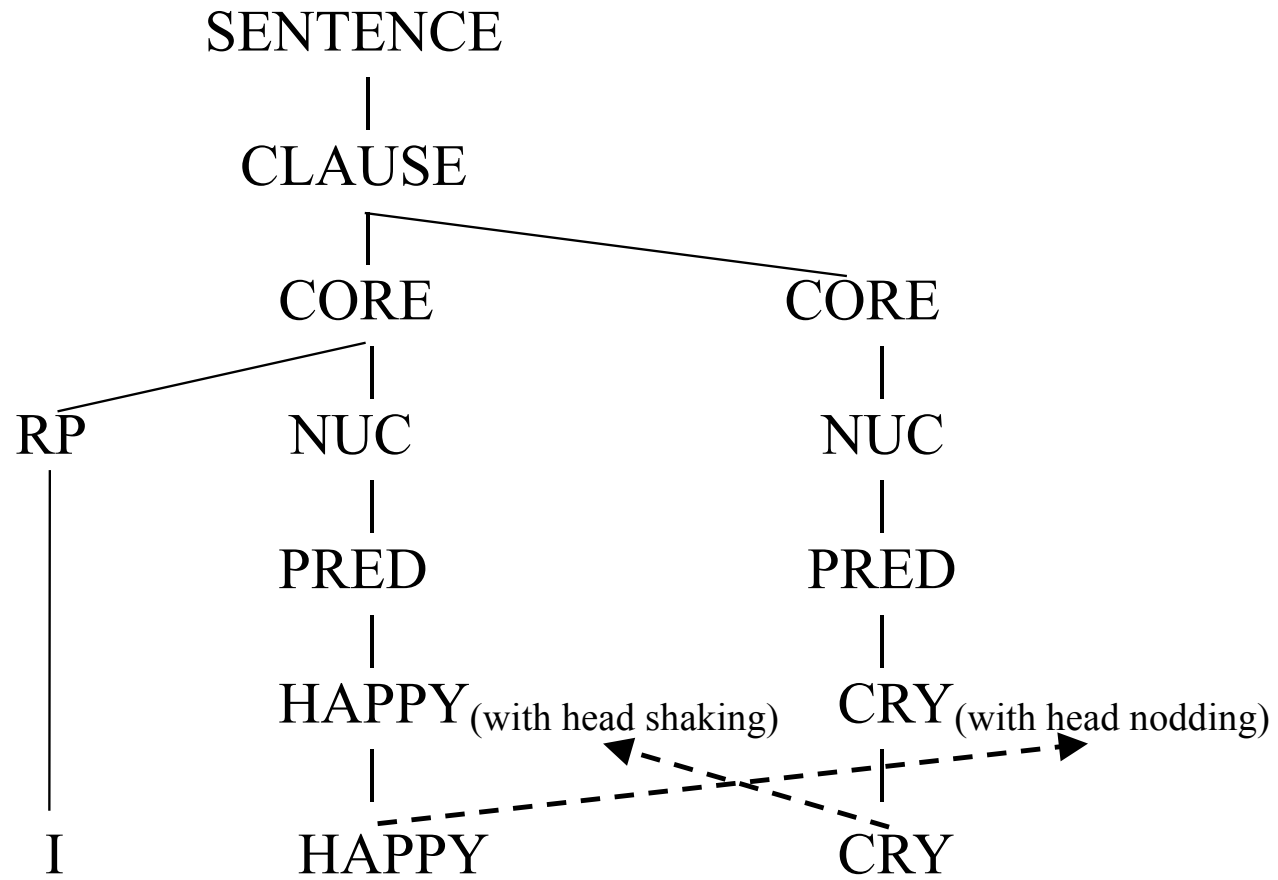 SENTENCE
CLAUSE
CORE CORE
RP NUC NUC
PRED PRED
HAPPY(with head shaking) CRY(with head nodding)
I HAPPY CRY